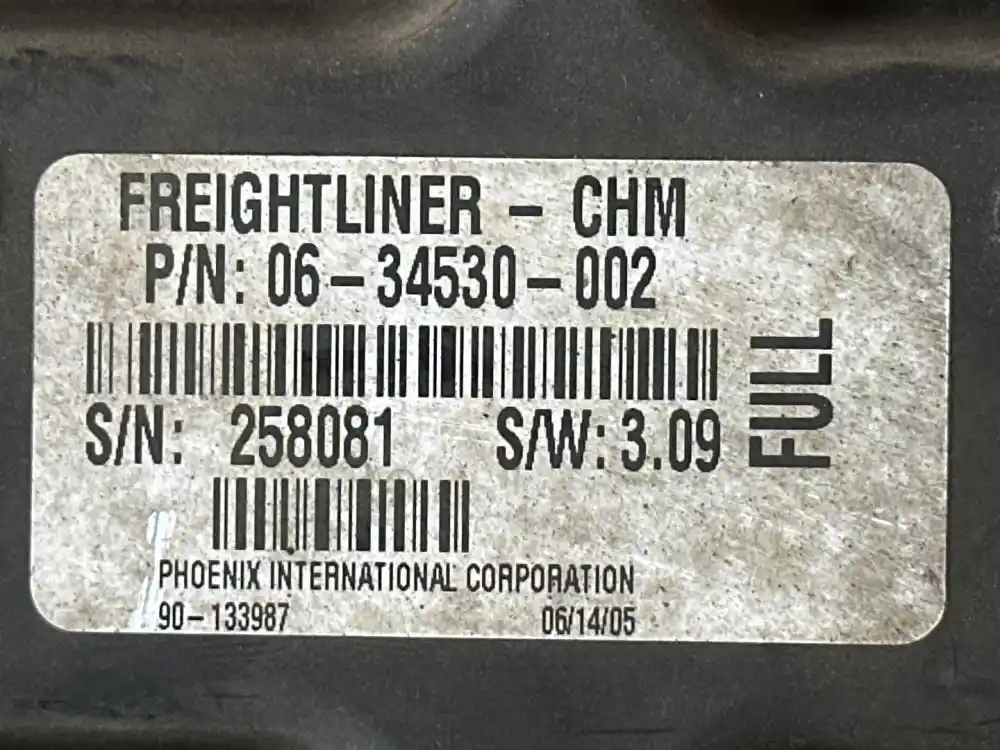 FREIGHTLINER - CHM
P/N: 06-34530-002
FULL
S/N: 258081 S/W: 3.09
PHOENIX INTERNATIONAL CORPORATION
90-133987 06/14/05